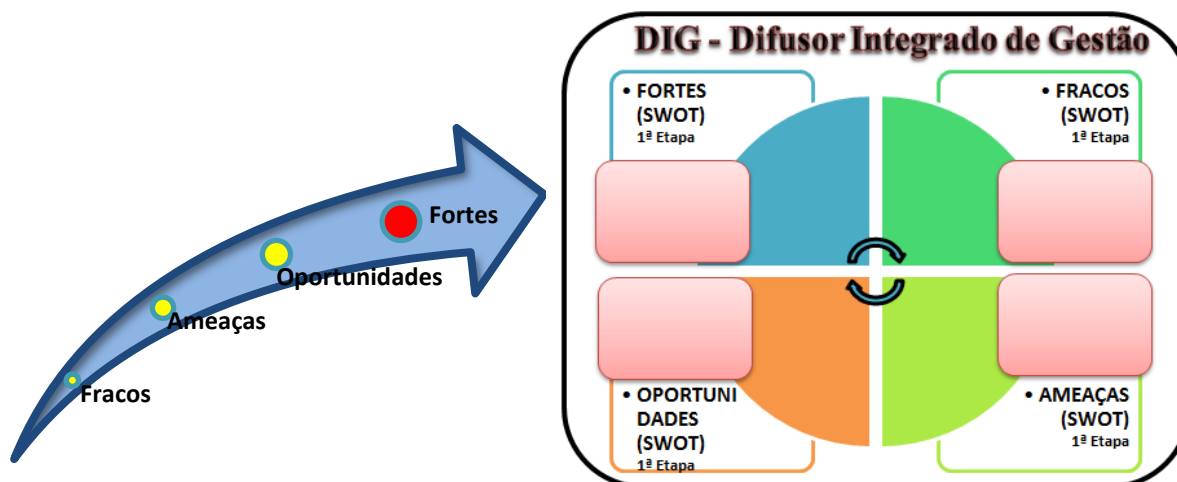 Fortes
Oportunidades
Ameaças
Fracos
DIG - Difusor Integrado de Gestão
• FORTES
(SWOT)
1ª Etapa
• FRACOS
(SWOT)
1ª Etapa
• OPORTUNI
DADES
(SWOT)
1ª Etapa
• AMEAÇAS
(SWOT)
1ª Etapa